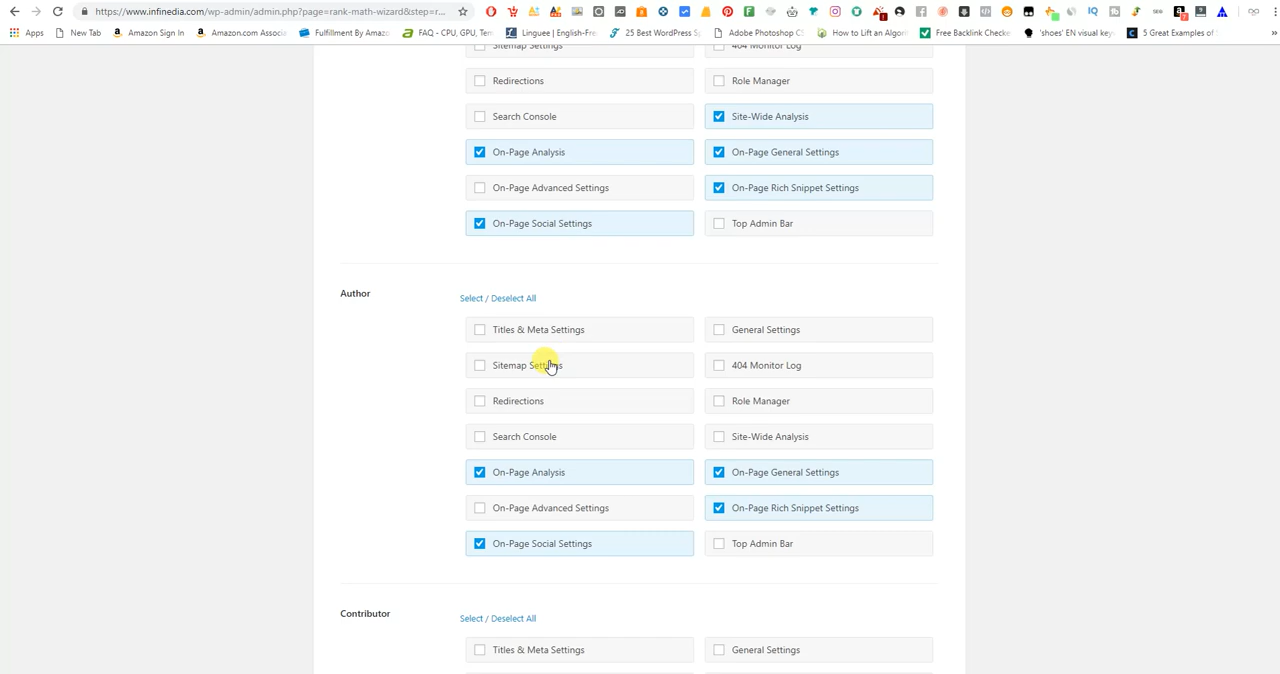 https://www.infinedia.com/wp-admin/admin.php?page=rank-math-wizard&step=r...
Apps New Tab Amazon Sign In Amazon.com Associ Fulfillment By Amazo FAQ - CPU, GPU, Tem Linguee | English-Fre 25 Best WordPress Sp Adobe Photoshop C How to Lift an Algori Free Backlink Checke 'shoes' EN visual key 5 Great Examples of
Sitemap Settings 404 Monitor Log
Redirections Role Manager
Search Console Site-Wide Analysis
On-Page Analysis On-Page General Settings
On-Page Advanced Settings On-Page Rich Snippet Settings
On-Page Social Settings Top Admin Bar
Author Select / Deselect All
Titles & Meta Settings General Settings
Sitemap Settings 404 Monitor Log
Redirections Role Manager
Search Console Site-Wide Analysis
On-Page Analysis On-Page General Settings
On-Page Advanced Settings On-Page Rich Snippet Settings
On-Page Social Settings Top Admin Bar
Contributor Select / Deselect All
Titles & Meta Settings General Settings